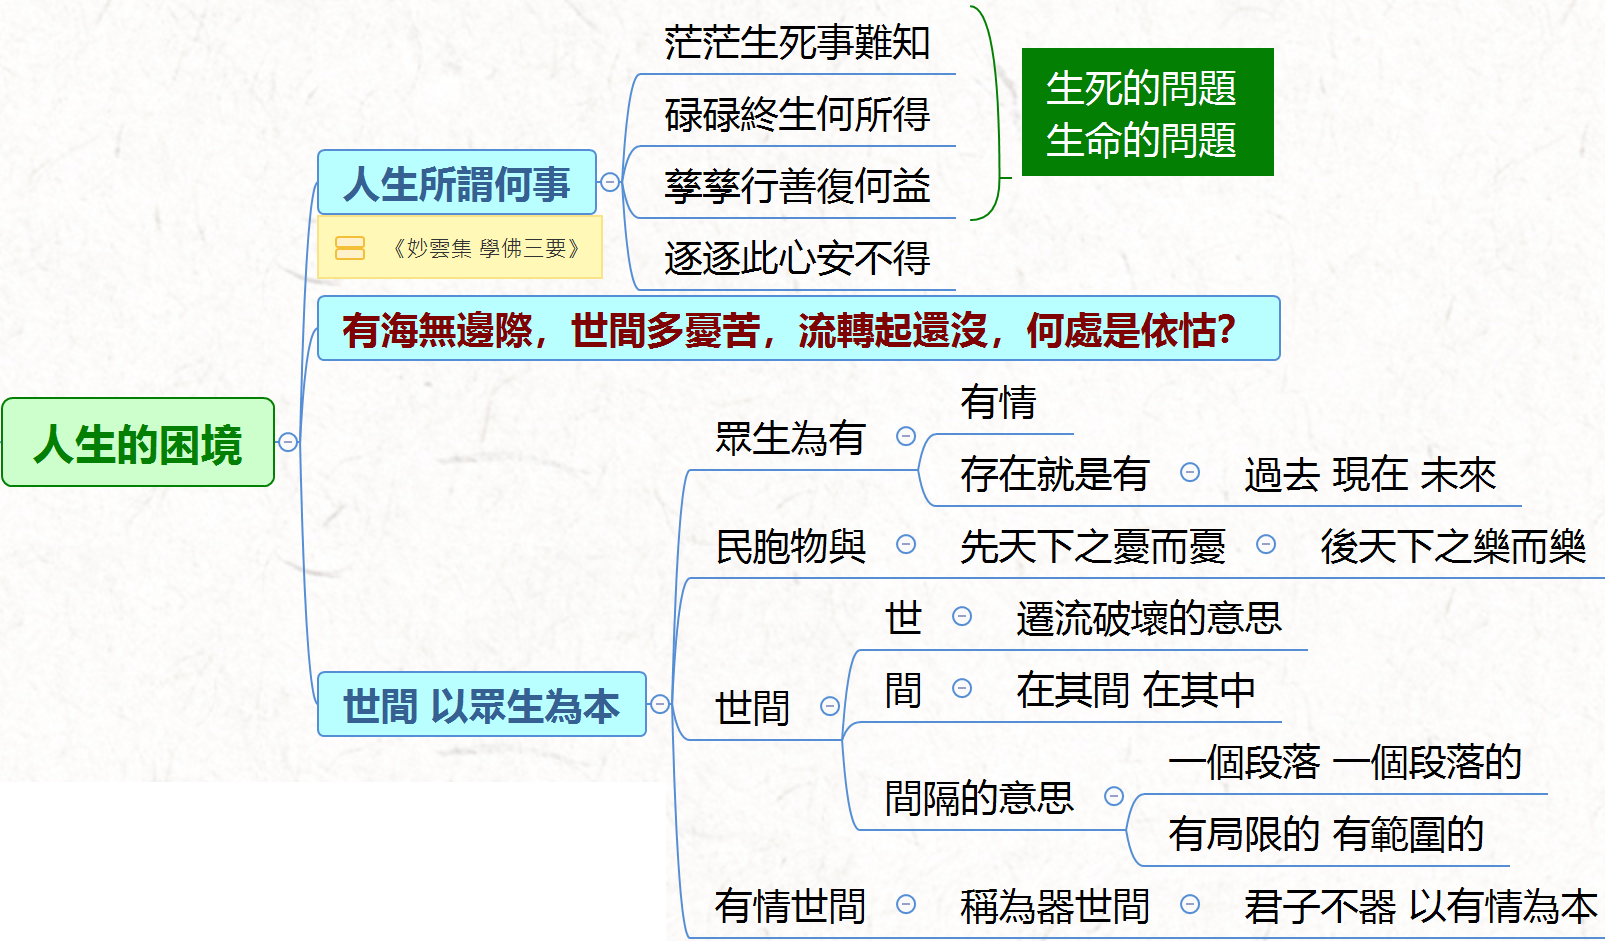 人生的困境
人生所謂何事
《妙雲集 學佛三要》
茫茫生死事難知
碌碌終生何所得
孳孳行善復何益
逐逐此心安不得
生死的問題
生命的問題
有海無邊際，世間多憂苦，流轉起還沒，何處是依怙？
世間 以眾生為本
眾生為有
有情
存在就是有
過去 現在 未來
民胞物與
先天下之憂而憂
後天下之樂而樂
世間
世
遷流破壞的意思
間
在其間 在其中
間隔的意思
一個段落 一個段落的
有局限的 有範圍的
有情世間
稱為器世間
君子不器 以有情為本